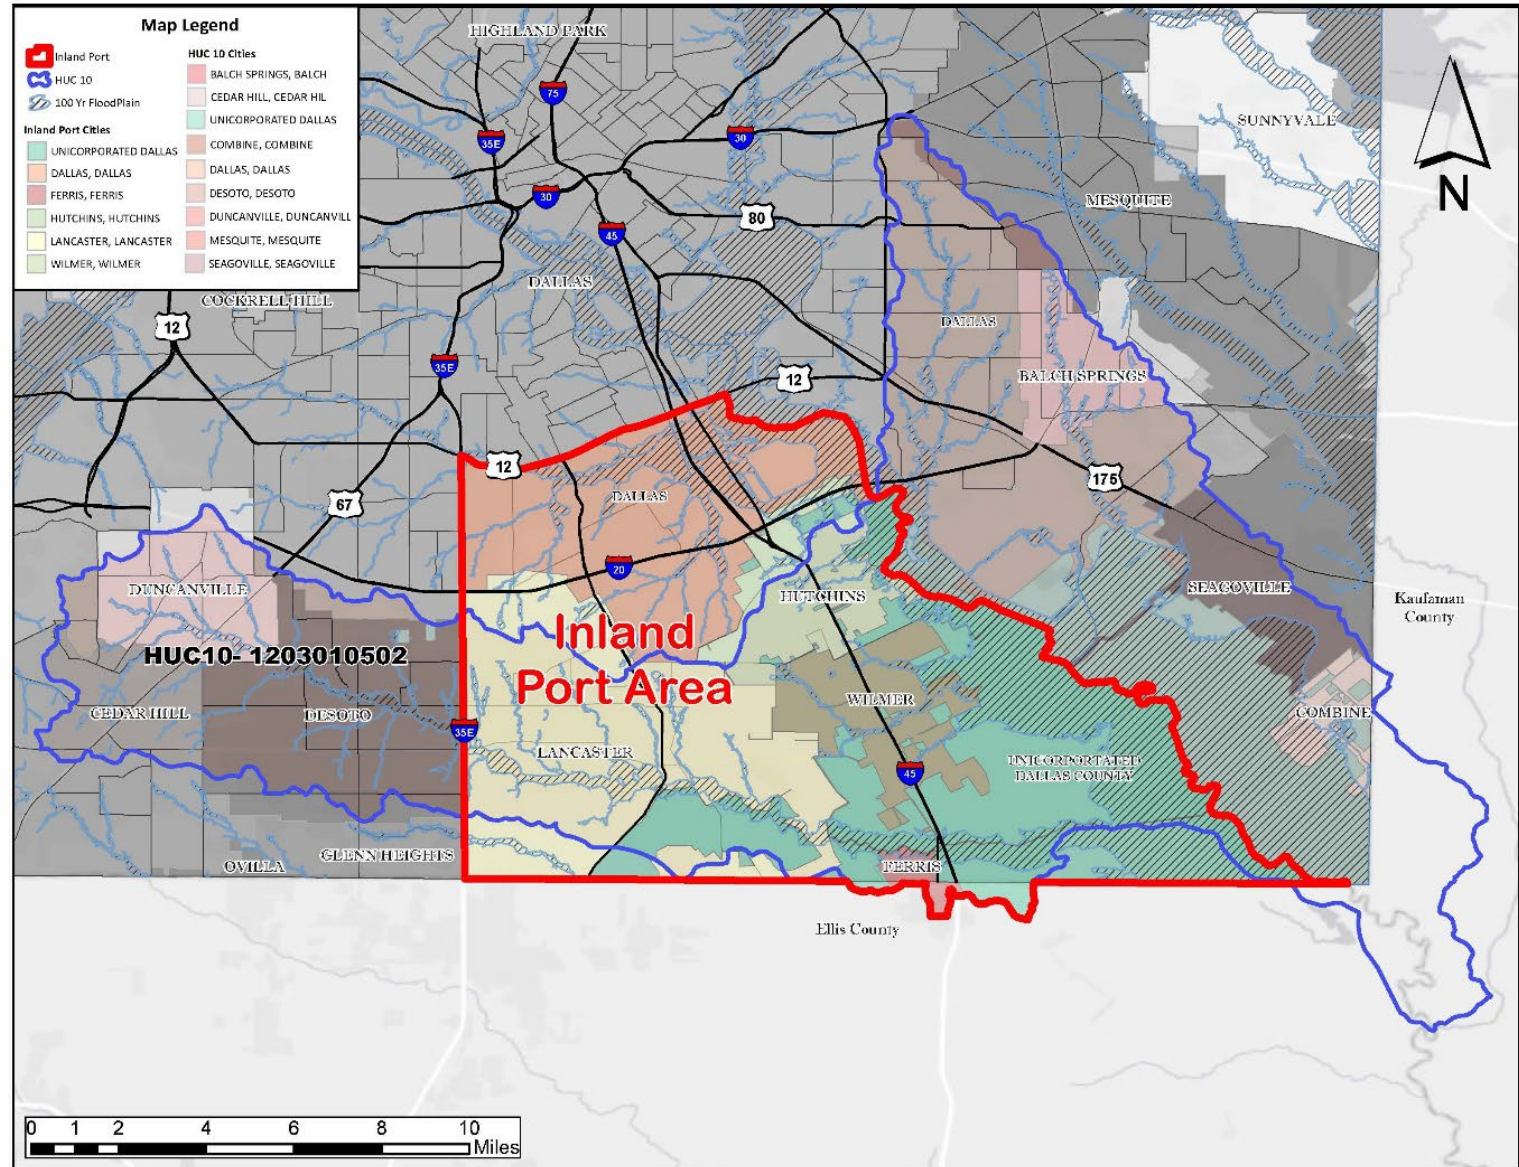 Map Legend
Inland Port
HUC 10
100 Yr FloodPlain
Inland Port Cities
UNICORPORATED DALLAS
DALLAS, DALLAS
FERRIS, FERRIS
HUTCHINS, HUTCHINS
LANCASTER, LANCASTER
WILMER, WILMER
HUC 10 Cities
BALCH SPRINGS, BALCH
CEDAR HILL, CEDAR HIL
UNICORPORATED DALLAS
COMBINE, COMBINE
DALLAS, DALLAS
DESOTO, DESOTO
DUNCANVILLE, DUNCANVILL
MESQUITE, MESQUITE
SEAGOVILLE, SEAGOVILLE
HIGHLAND PARK
75
35E
30
30
SUNNYVALE
N
MESQUITE
80
45
DALLAS
COCKRELL HILL
12
DALLAS
35E
12
BALCH SPRINGS
12
175
67
DALLAS
20
DUNCANVILLE
HUTCHINS
SEAGOVILLE
Kaufaman
County
Inland
Port Area
HUC10- 1203010502
WILMER
CEDAR HILL
DESOTO
COMBINE
35E
LANCASTER
45
UNICORPORTATED
DALLAS COUNTY
OVILLA
GLENN HEIGHTS
FERRIS
Ellis County
0 1 2 4 6 8 10
Miles